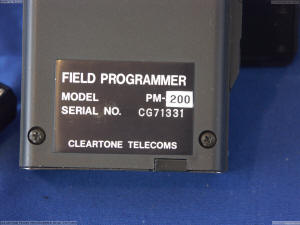 FIELD PROGRAMMER
MODEL PM-200
SERIAL NO. CG71331
CLEARTONE TELECOMS